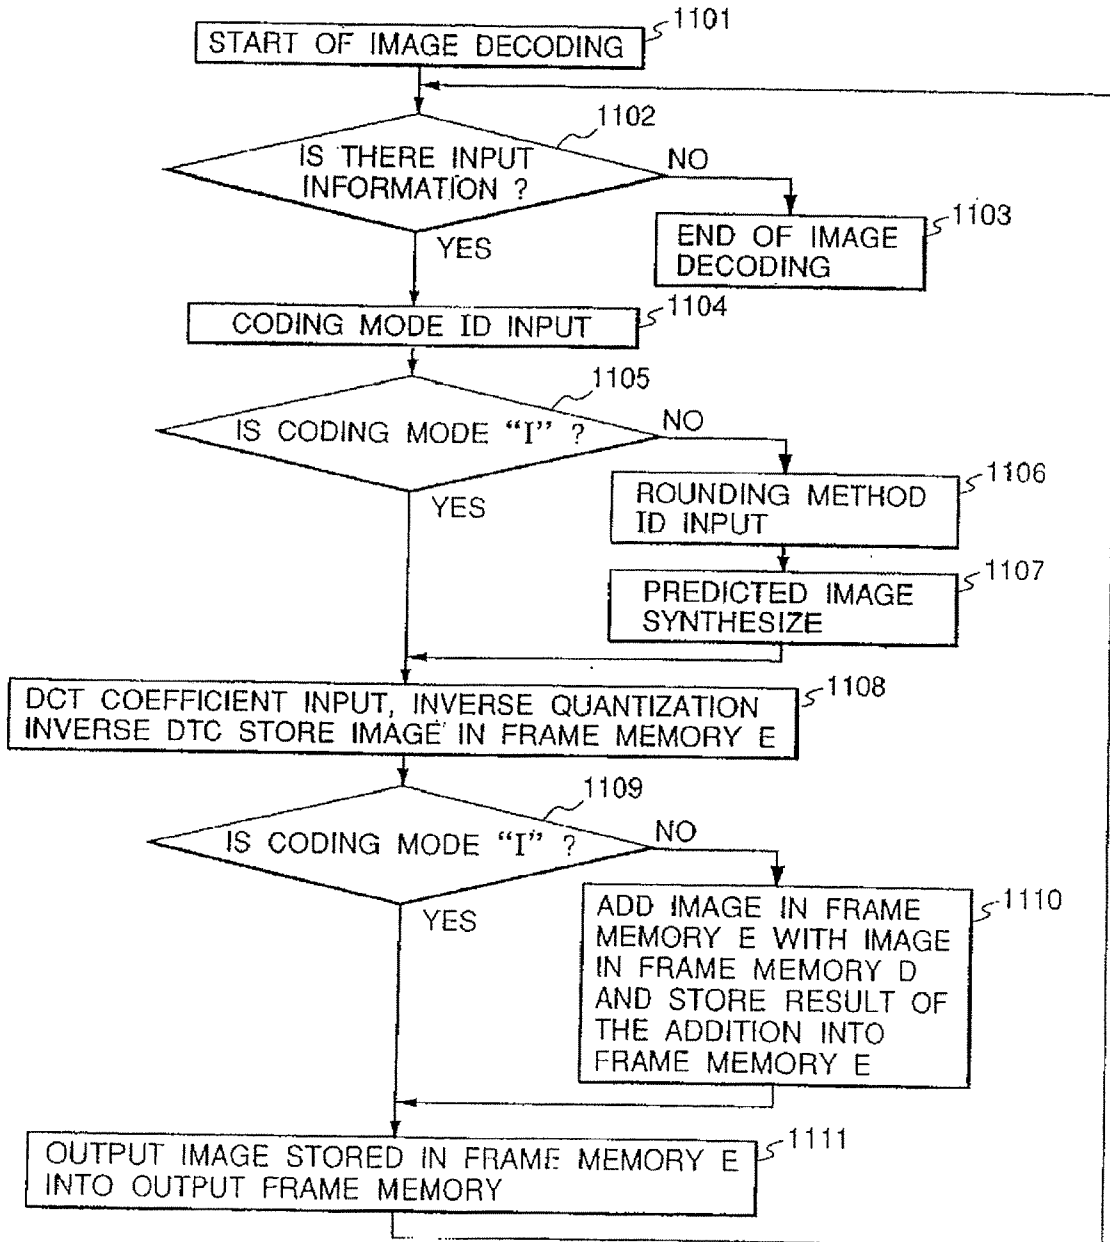 1101
START OF IMAGE DECODING
1102
IS THERE INPUT
INFORMATION ?
NO
YES
1103
END OF IMAGE
DECODING
1104
CODING MODE ID INPUT
1105
IS CODING MODE “I” ?
NO
YES
1106
ROUNDING METHOD
ID INPUT
1107
PREDICTED IMAGE
SYNTHESIZE
1108
DCT COEFFICIENT INPUT, INVERSE QUANTIZATION
INVERSE DTC STORE IMAGE IN FRAME MEMORY E
1109
IS CODING MODE “I” ?
NO
YES
1110
ADD IMAGE IN FRAME
MEMORY E WITH IMAGE
IN FRAME MEMORY D
AND STORE RESULT OF
THE ADDITION INTO
FRAME MEMORY E
1111
OUTPUT IMAGE STORED IN FRAME MEMORY E
INTO OUTPUT FRAME MEMORY